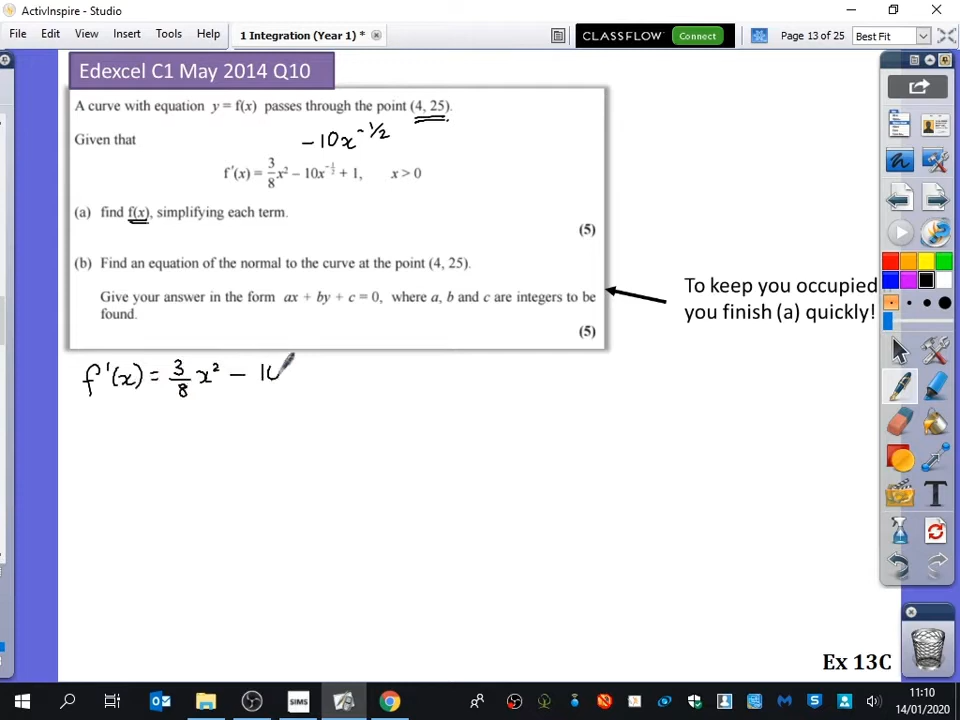 ActivInspire - Studio
File Edit View Insert Tools Help 1 Integration (Year 1) * CLASSFLOW Connect Page 13 of 25 Best Fit
Edexcel C1 May 2014 Q10
A curve with equation y = f(x) passes through the point (4, 25).
Given that
− 10x^−1/2
f′(x) = 3/8 x² − 10x^−1/2 + 1, x > 0
(a) find f(x), simplifying each term.
(5)
(b) Find an equation of the normal to the curve at the point (4, 25).
Give your answer in the form ax + by + c = 0, where a, b and c are integers to be
found.
(5)
To keep you occupied
you finish (a) quickly!
f'(x) = 3/8 x² − 10
Ex 13C
SIMS
11:10
14/01/2020